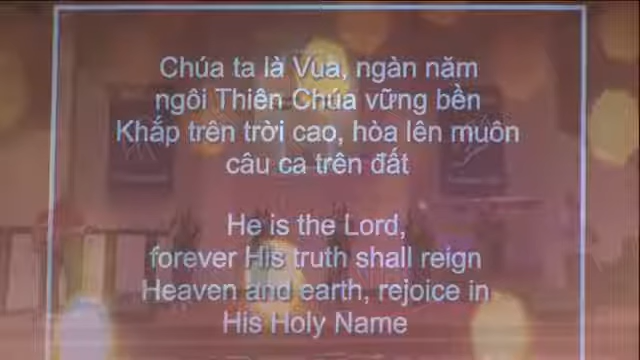 Chúa ta là Vua, ngàn năm
ngôi Thiên Chúa vững bền
Khắp trên trời cao, hòa lên muôn
câu ca trên đất
He is the Lord,
forever His truth shall reign
Heaven and earth, rejoice in
His Holy Name